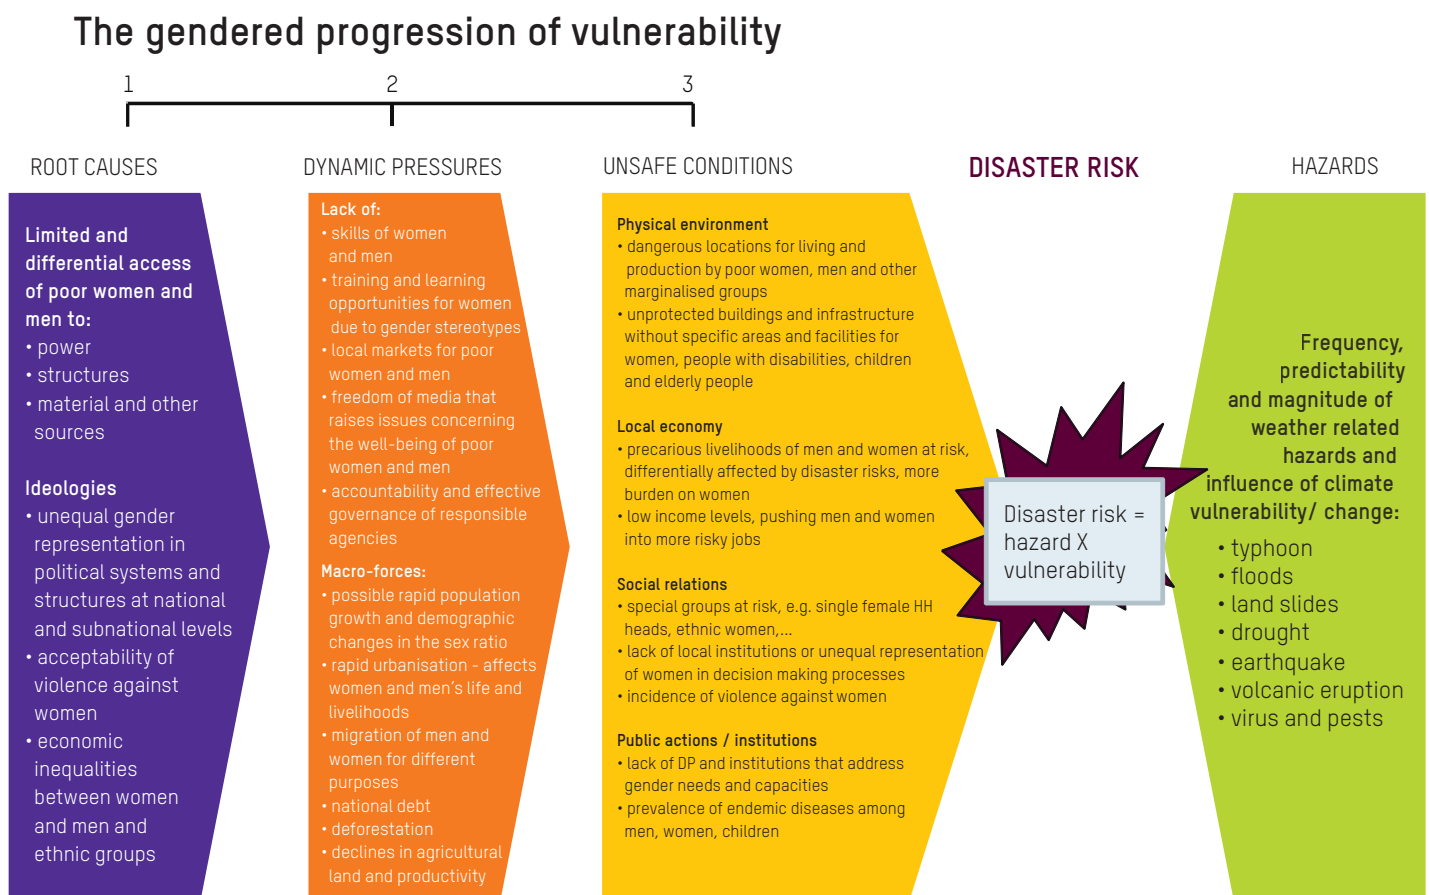 The gendered progression of vulnerability
1
2
3
ROOT CAUSES
Limited and
differential access
of poor women and
men to:
• power
• structures
• material and other
sources
Ideologies
• unequal gender
representation in
political systems and
structures at national
and subnational levels
• acceptability of
violence against
women
• economic
inequalities
between women
and men and
ethnic groups
DYNAMIC PRESSURES
Lack of:
• skills of women
and men
• training and learning
opportunities for women
due to gender stereotypes
• local markets for poor
women and men
• freedom of media that
raises issues concerning
the well-being of poor
women and men
• accountability and effective
governance of responsible
agencies
Macro-forces:
• possible rapid population
growth and demographic
changes in the sex ratio
• rapid urbanisation - affects
women and men's life and
livelihoods
• migration of men and
women for different
purposes
• national debt
• deforestation
• declines in agricultural
land and productivity
UNSAFE CONDITIONS
Physical environment
• dangerous locations for living and
production by poor women, men and other
marginalised groups
• unprotected buildings and infrastructure
without specific areas and facilities for
women, people with disabilities, children
and elderly people
Local economy
• precarious livelihoods of men and women at risk,
differentially affected by disaster risks, more
burden on women
• low income levels, pushing men and women
into more risky jobs
Social relations
• special groups at risk, e.g. single female HH
heads, ethnic women,...
• lack of local institutions or unequal representation
of women in decision making processes
• incidence of violence against women
Public actions / institutions
• lack of DP and institutions that address
gender needs and capacities
• prevalence of endemic diseases among
men, women, children
DISASTER RISK
Disaster risk =
hazard X
vulnerability
HAZARDS
Frequency,
predictability
and magnitude of
weather related
hazards and
influence of climate
vulnerability/ change:
• typhoon
• floods
• land slides
• drought
• earthquake
• volcanic eruption
• virus and pests